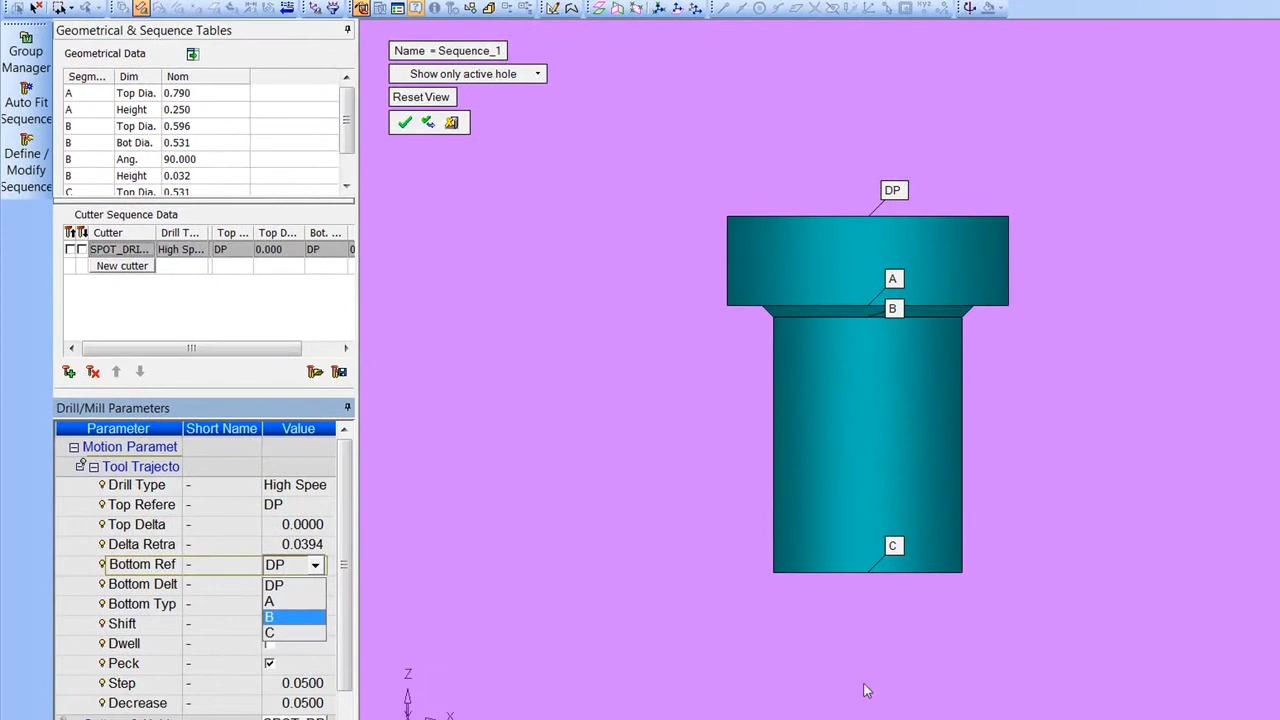 Group
Manager
Auto Fit
Sequence
Define /
Modify
Sequence
Geometrical & Sequence Tables
Geometrical Data
Segm... Dim Nom
A Top Dia. 0.790
A Height 0.250
B Top Dia. 0.596
B Bot Dia. 0.531
B Ang. 90.000
B Height 0.032
C Top Dia. 0.531
Cutter Sequence Data
Cutter Drill T... Top ... Top D... Bot. ...
SPOT_DRI... High Sp... DP 0.000 DP 0
New cutter
Drill/Mill Parameters
Parameter Short Name Value
Motion Paramet
Tool Trajecto
Drill Type - High Spee
Top Refere - DP
Top Delta - 0.0000
Delta Retra - 0.0394
Bottom Ref - DP
Bottom Delt - DP
A
Bottom Typ -
B
Shift -
C
Dwell -
Peck -
Step - 0.0500
Decrease - 0.0500
Name = Sequence_1
Show only active hole
Reset View
DP
A
B
C
Z
X